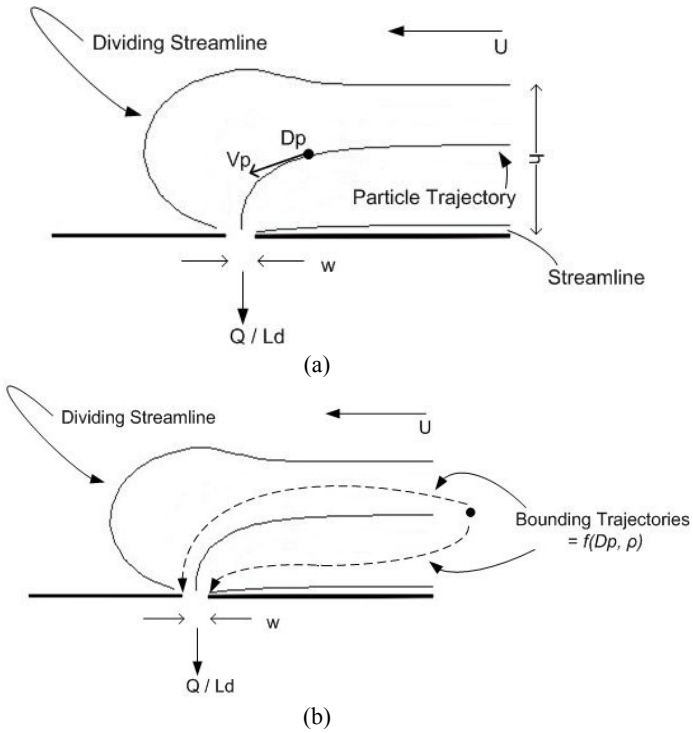 Dividing Streamline
U
Dp
Vp
h
Particle Trajectory
w
Streamline
Q / Ld
(a)
Dividing Streamline
U
Bounding Trajectories
= f(Dp, ρ)
w
Q / Ld
(b)